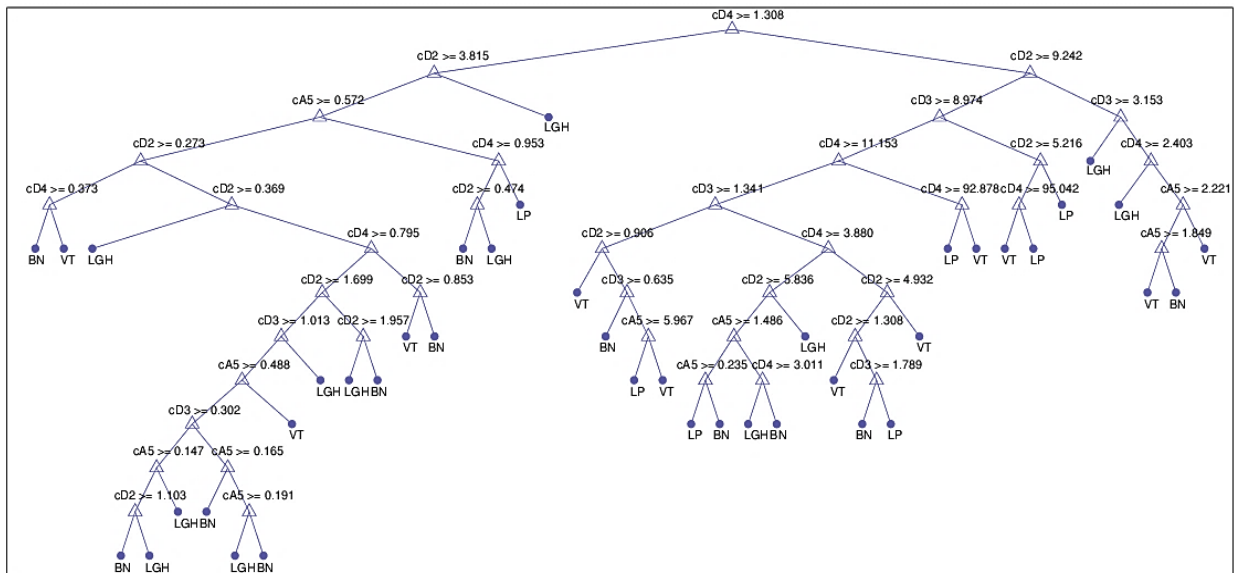 cD4 >= 1.308
cD2 >= 3.815
cD2 >= 9.242
cA5 >= 0.572
LGH
cD3 >= 8.974
cD3 >= 3.153
cD2 >= 0.273
cD4 >= 0.953
cD4 >= 11.153
cD2 >= 5.216
LGH
cD4 >= 2.403
cD4 >= 0.373
cD2 >= 0.369
cD2 >= 0.474
LP
cD3 >= 1.341
cD4 >= 92.878
cD4 >= 95.042
LP
LGH
cA5 >= 2.221
BN
VT
LGH
cD4 >= 0.795
BN
LGH
cD2 >= 0.906
cD4 >= 3.880
LP
VT
VT
LP
cA5 >= 1.849
VT
cD2 >= 1.699
cD2 >= 0.853
VT
cD3 >= 0.635
cD2 >= 5.836
cD2 >= 4.932
VT
BN
cD3 >= 1.013
cD2 >= 1.957
VT
BN
BN
cA5 >= 5.967
cA5 >= 1.486
LGH
cD2 >= 1.308
VT
cA5 >= 0.488
LGH
LGH
BN
LP
VT
cA5 >= 0.235
cD4 >= 3.011
VT
cD3 >= 1.789
cD3 >= 0.302
VT
LP
BN
LGH
BN
BN
LP
cA5 >= 0.147
cA5 >= 0.165
cD2 >= 1.103
LGH
BN
cA5 >= 0.191
BN
LGH
LGH
BN